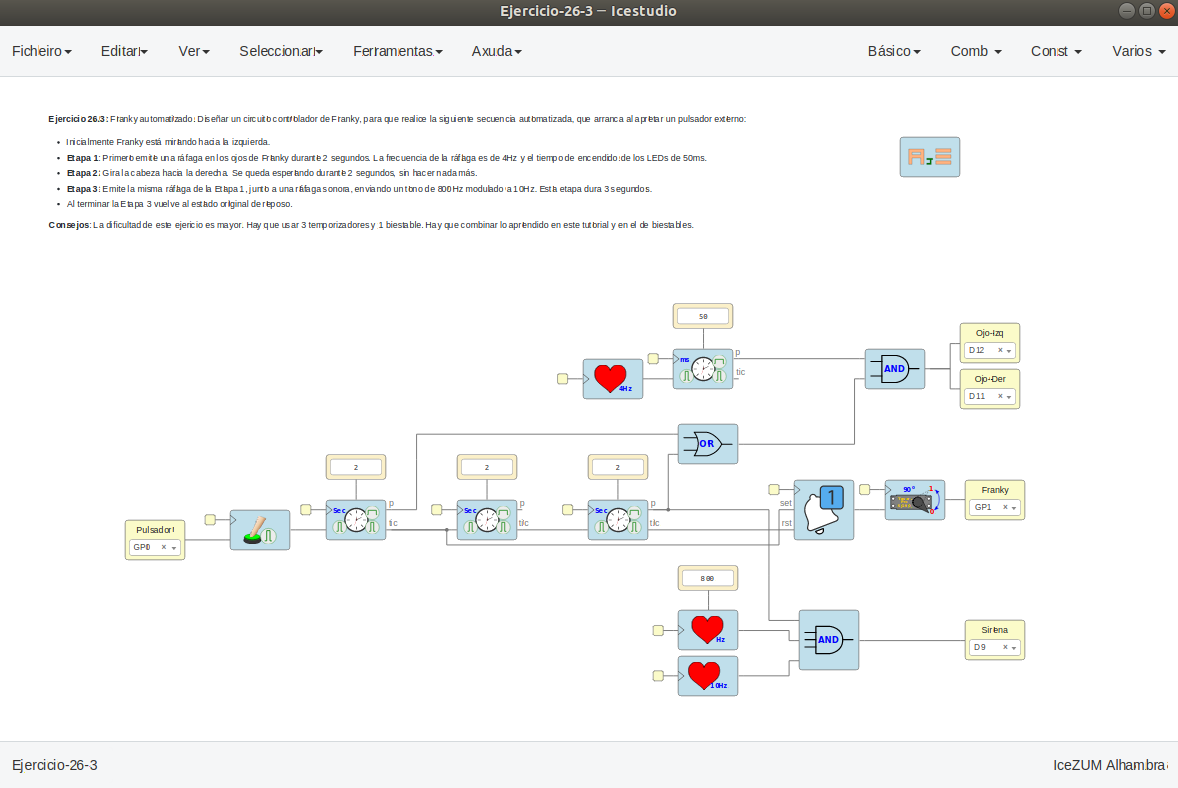 Ejercicio-26-3 — Icestudio
Ficheiro Editar Ver Seleccionar Ferramentas Axuda Básico Comb Const Varios
Ejercicio 26.3: Franky automatizado: Diseñar un circuito controlador de Franky, para que realice la siguiente secuencia automatizada, que arranca al apretar un pulsador externo:
• Inicialmente Franky está mirando hacia la izquierda.
• Etapa 1: Primero emite una ráfaga en los ojos de Franky durante 2 segundos. La frecuencia de la ráfaga es de 4Hz y el tiempo de encendido de los LEDs de 50ms.
• Etapa 2: Gira la cabeza hacia la derecha. Se queda esperando durante 2 segundos, sin hacer nada más.
• Etapa 3: Emite la misma ráfaga de la Etapa 1, junto a una ráfaga sonora, enviando un tono de 800Hz modulado a 10Hz. Esta etapa dura 3 segundos.
• Al terminar la Etapa 3 vuelve al estado original de reposo.
Consejos: La dificultad de este ejericio es mayor. Hay que usar 3 temporizadores y 1 biestable. Hay que combinar lo aprendido en este tutorial y en el de biestables.
50
4Hz
ms
p
tic
AND
Ojo-Izq
D12
Ojo-Der
D11
OR
2
2
2
Sec
p
tic
Sec
p
tic
Sec
p
tic
Pulsador
GP0
set
rst
1
90º
1
0
Franky
GP1
800
Hz
10Hz
AND
Sirena
D9
Ejercicio-26-3
IceZUM Alhambra